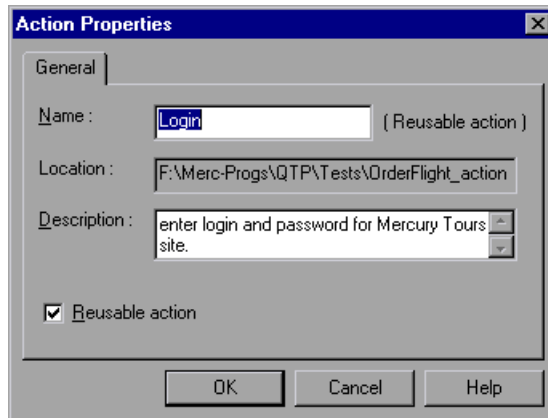 Action Properties
General
Name : Login ( Reusable action )
Location : F:\Merc-Progs\QTP\Tests\OrderFlight_action
Description : enter login and password for Mercury Tours
site.
Reusable action
OK Cancel Help